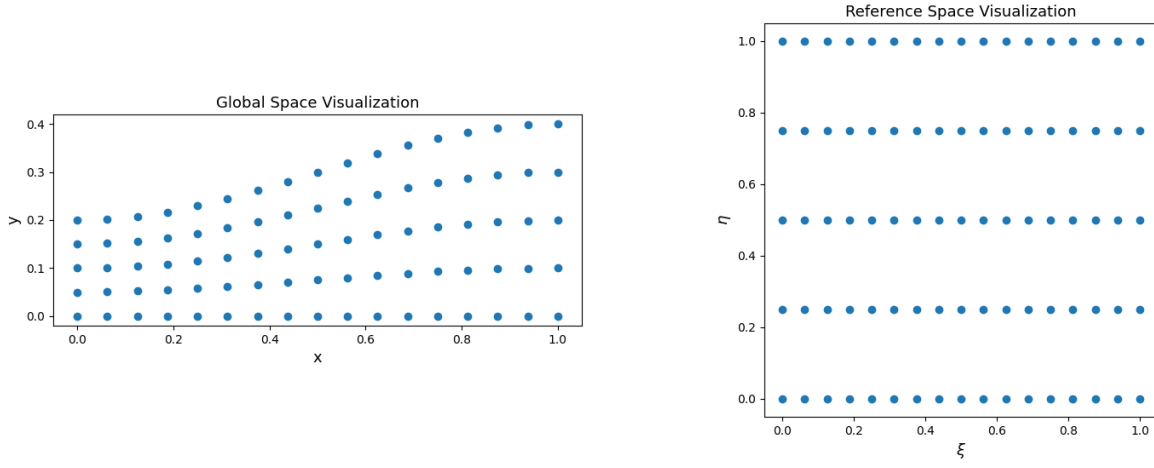 Global Space Visualization
0.4
0.3
0.2
0.1
0.0
y
0.0 0.2 0.4 0.6 0.8 1.0
x
Reference Space Visualization
1.0
0.8
0.6
0.4
0.2
0.0
η
0.0 0.2 0.4 0.6 0.8 1.0
ξ